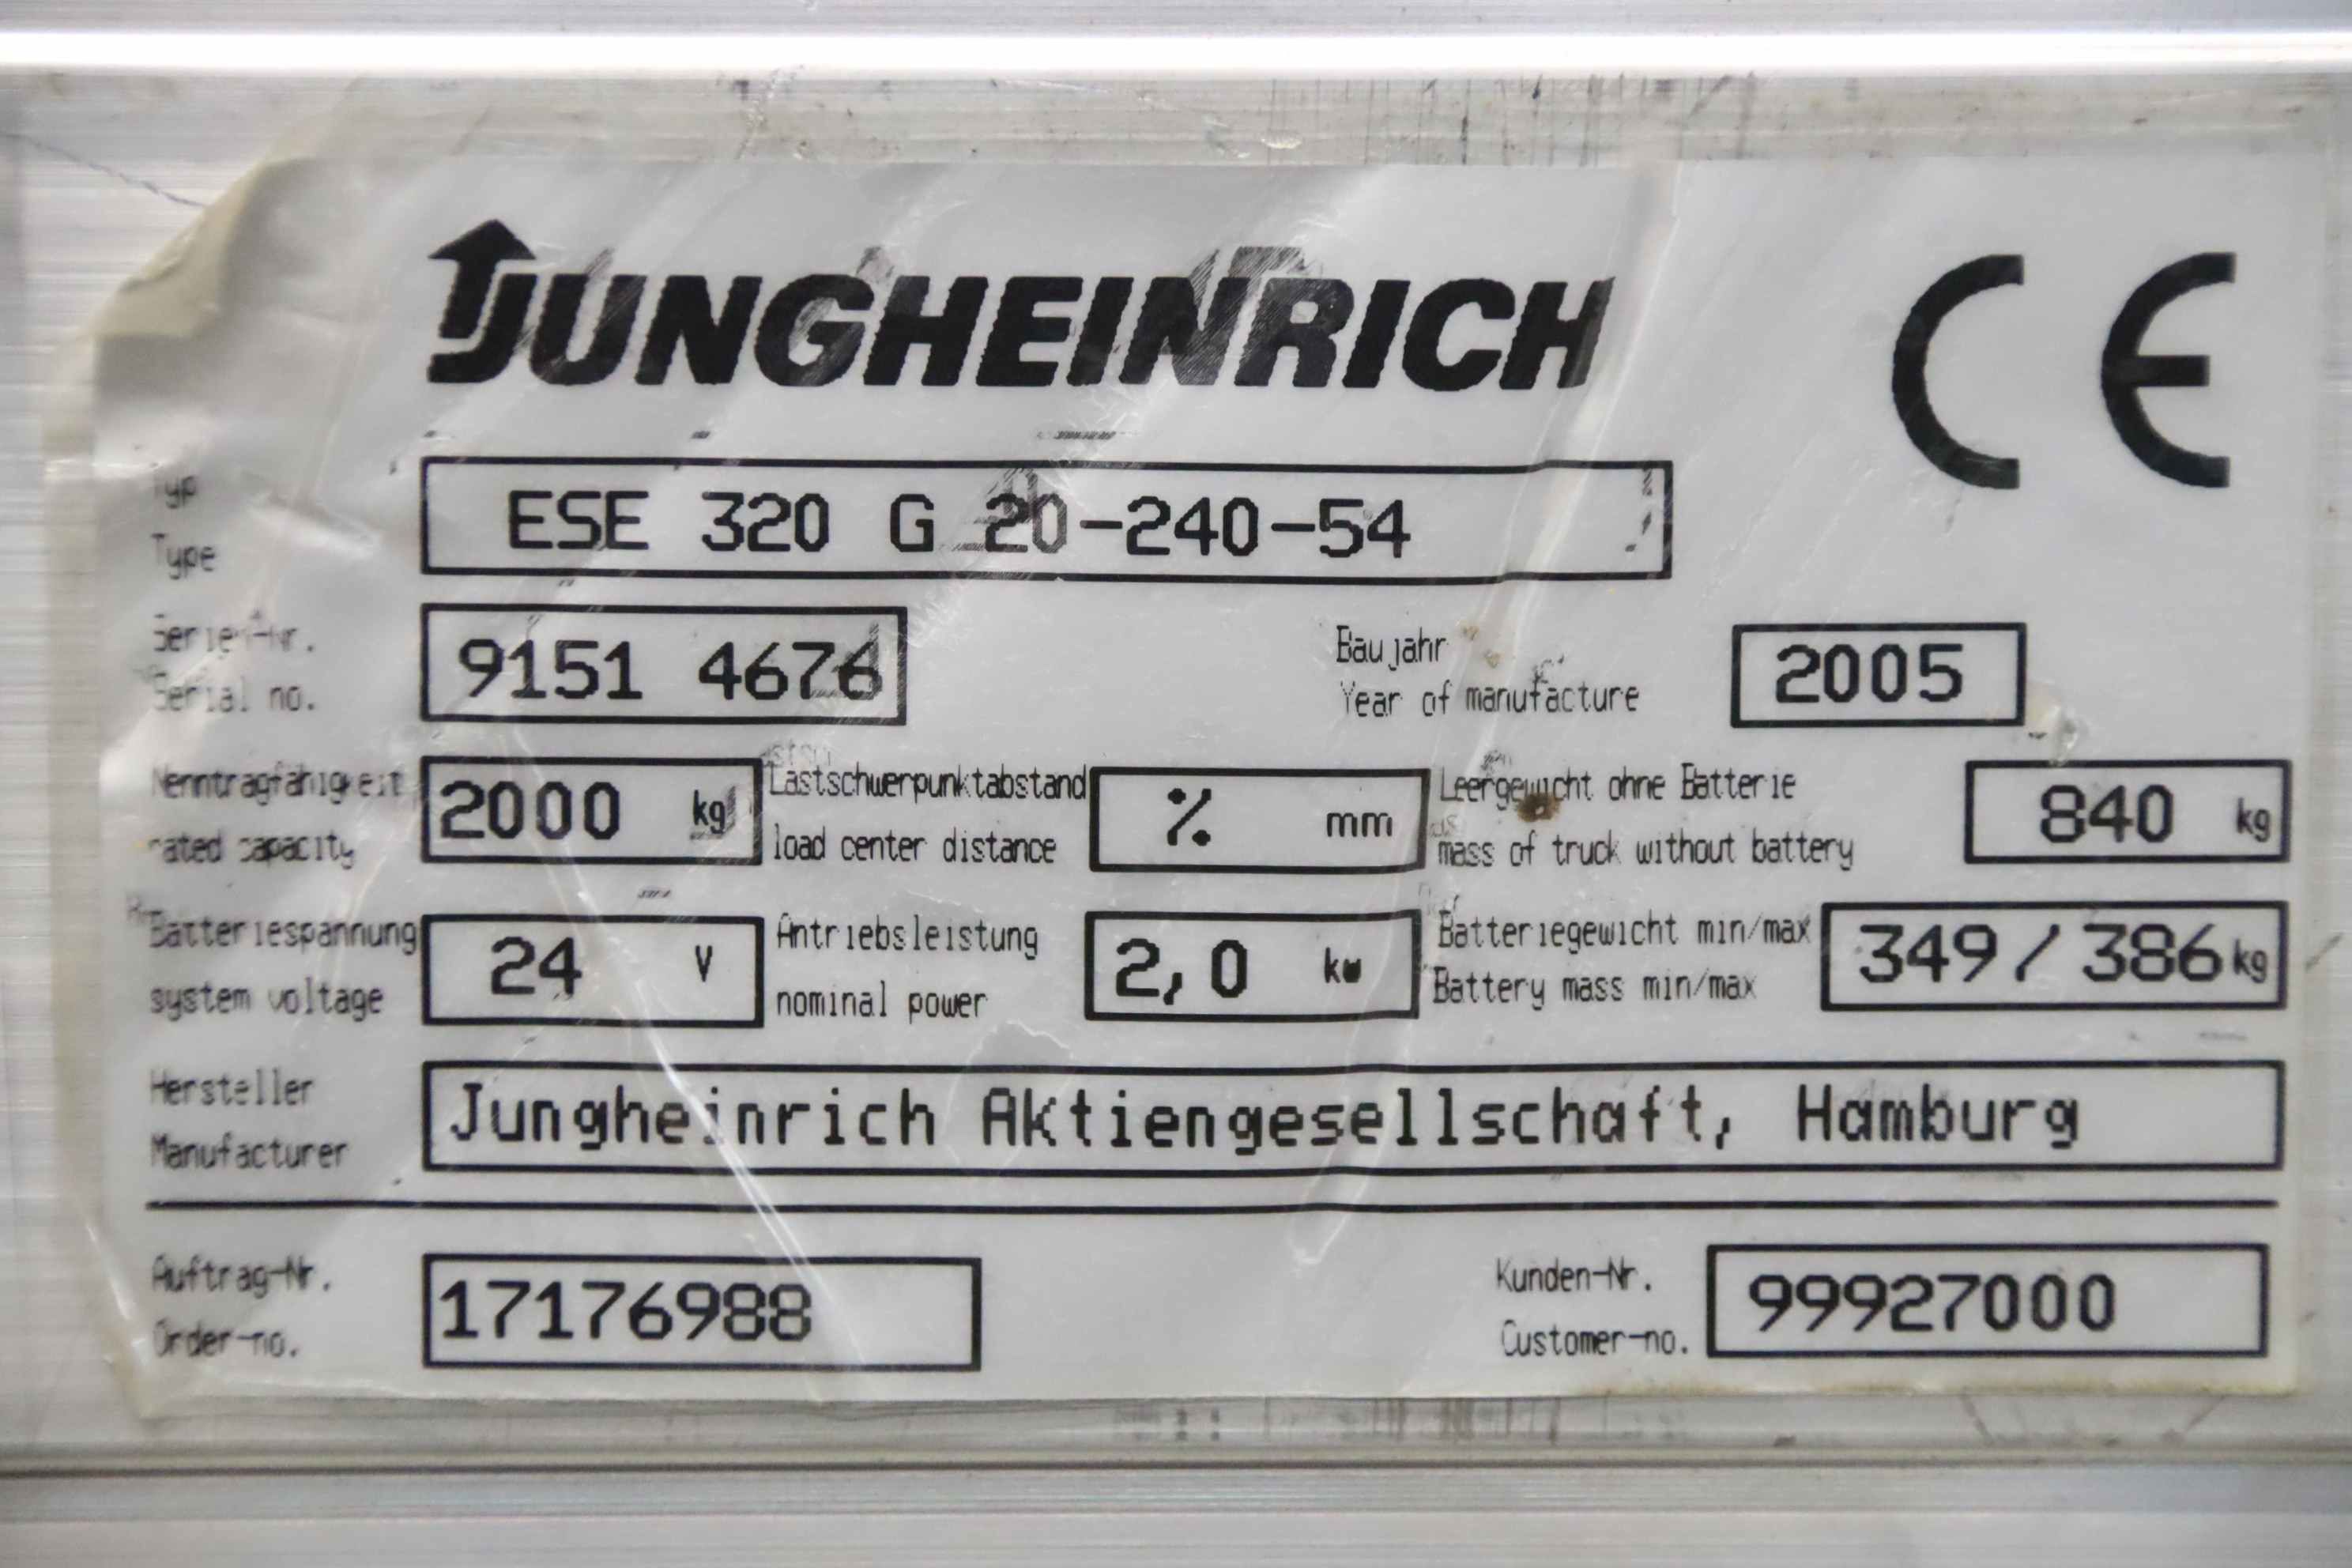 JUNGHEINRICH CE
Typ
Type
ESE 320 G 20-240-54
Serien-Nr.
Serial no.
9151 4676
Baujahr
Year of manufacture
2005
Nenntragfähigkeit
rated capacity
2000 kg
Lastschwerpunktabstand
load center distance
⁒ mm
Leergewicht ohne Batterie
mass of truck without battery
840 kg
Batteriespannung
system voltage
24 V
Antriebsleistung
nominal power
2,0 kw
Batteriegewicht min/max
Battery mass min/max
349 / 386 kg
Hersteller
Manufacturer
Jungheinrich Aktiengesellschaft, Hamburg
Auftrag-Nr.
Order-no.
17176988
Kunden-Nr.
Customer-no.
99927000